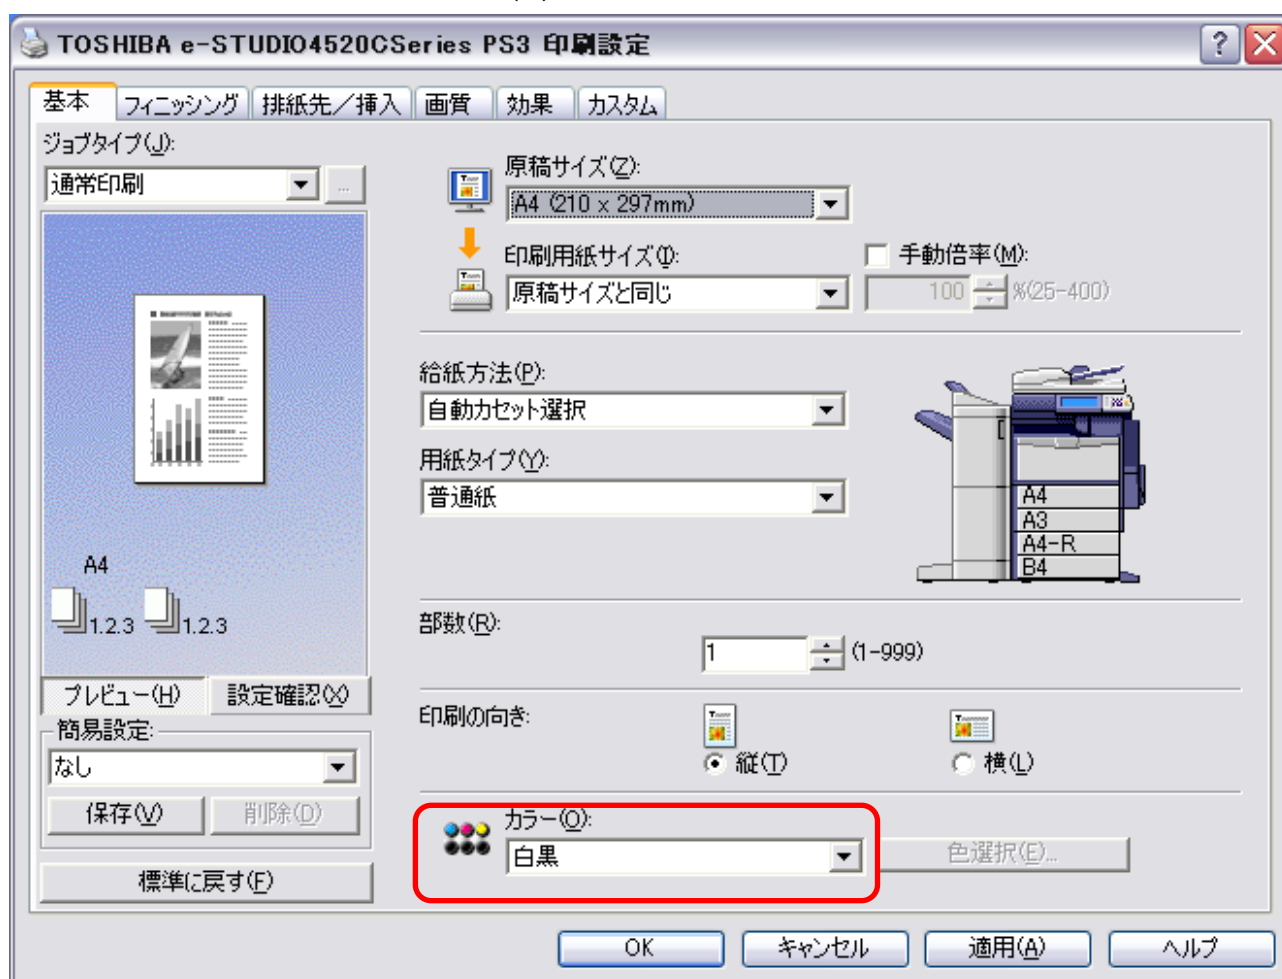 TOSHIBA e-STUDIO4520CSeries PS3 印刷設定
基本 フィニッシング 排紙先／挿入 画質 効果 カスタム
ジョブタイプ(J):
通常印刷 ...
原稿サイズ(Z):
A4 (210 x 297mm)
印刷用紙サイズ(I):
原稿サイズと同じ
手動倍率(M):
100 %(25-400)
給紙方法(P):
自動カセット選択
用紙タイプ(Y):
普通紙
A4
A3
A4-R
B4
A4
1.2.3 1.2.3
部数(R):
1 (1-999)
プレビュー(H) 設定確認(X)
印刷の向き:
縦(T) 横(L)
簡易設定:
なし
保存(V) 削除(D)
標準に戻す(F)
カラー(O):
白黒
色選択(E)...
OK キャンセル 適用(A) ヘルプ